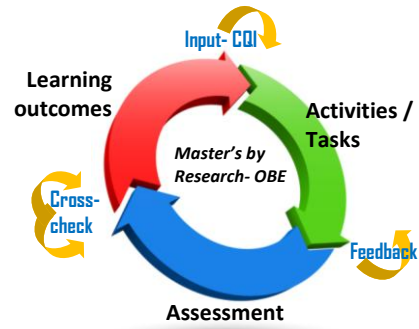 Input- CQI
Learning
outcomes
Activities /
Tasks
Master's by
Research- OBE
Cross-
check
Feedback
Assessment